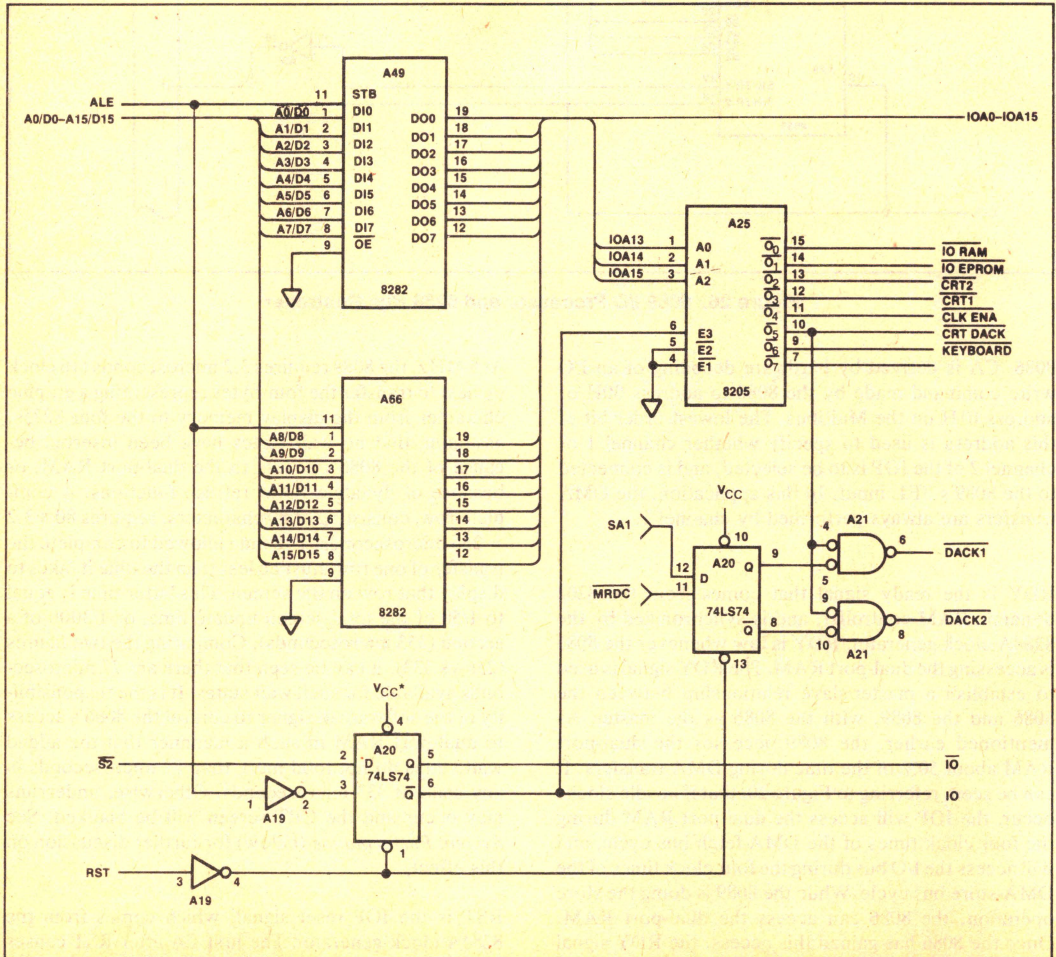 A49
ALE
11
STB
A0/D0–A15/D15
A0/D0 1 DI0 DO0 19
IOA0–IOA15
A1/D1 2 DI1 DO1 18
A2/D2 3 DI2 DO2 17
A3/D3 4 DI3 DO3 16
A4/D4 5 DI4 DO4 15
A5/D5 6 DI5 DO5 14
A6/D6 7 DI6 DO6 13
A7/D7 8 DI7 DO7 12
9 OE
8282
A25
IOA13 1 A0 O0 15 IO RAM
IOA14 2 A1 O1 14 IO EPROM
IOA15 3 A2 O2 13 CRT2
O3 12 CRT1
O4 11 CLK ENA
6 E3 O5 10 CRT DACK
5 E2 O6 9 KEYBOARD
4 E1 O7 7
8205
A66
11
A8/D8 1 19
A9/D9 2 18
A10/D10 3 17
A11/D11 4 16
A12/D12 5 15
A13/D13 6 14
A14/D14 7 13
A15/D15 8 12
9
8282
VCC
10
SA1
12 D
A20
Q 9
MRDC
11
74LS74
Q 8
13
A21
4
5
6
DACK1
9
10
8
DACK2
A21
VCC*
4
S2
2 D
A20
Q 5
IO
74LS74
3
Q 6
IO
1 2
A19
1
RST
3 4
A19